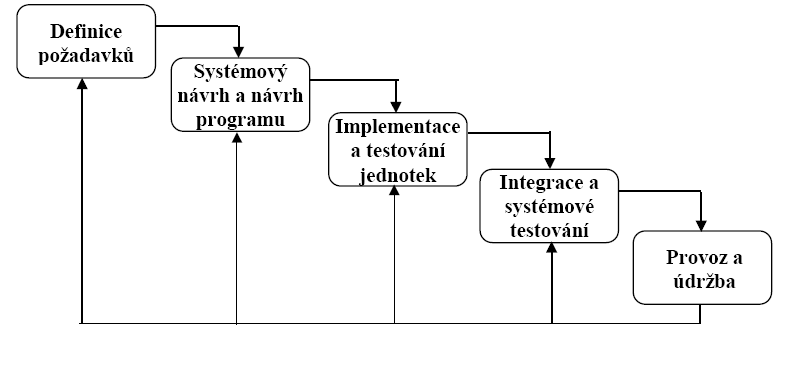 Definice
požadavků
Systémový
návrh a návrh
programu
Implementace
a testování
jednotek
Integrace a
systémové
testování
Provoz a
údržba